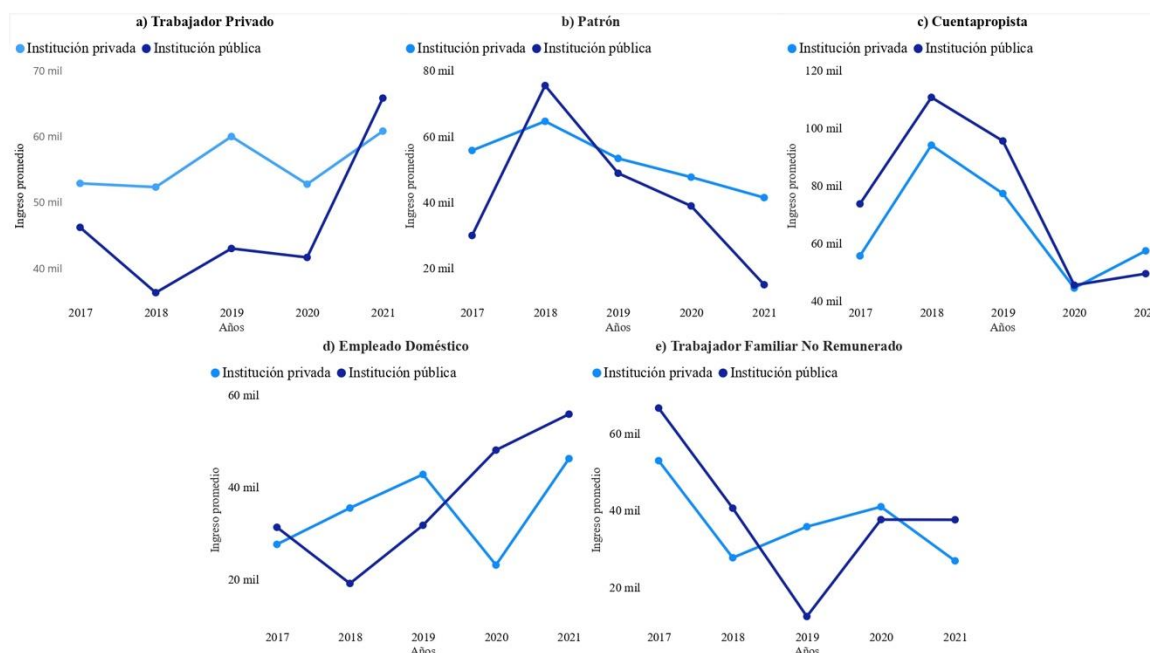 a) Trabajador Privado
Institución privada Institución pública
70 mil
60 mil
50 mil
40 mil
Ingreso promedio
2017 2018 2019 2020 2021
Años
b) Patrón
Institución privada Institución pública
80 mil
60 mil
40 mil
20 mil
Ingreso promedio
2017 2018 2019 2020 2021
Años
c) Cuentapropista
Institución privada Institución pública
120 mil
100 mil
80 mil
60 mil
40 mil
Ingreso promedio
2017 2018 2019 2020
Años
d) Empleado Doméstico
Institución privada Institución pública
60 mil
40 mil
20 mil
Ingreso promedio
2017 2018 2019 2020 2021
Años
e) Trabajador Familiar No Remunerado
Institución privada Institución pública
60 mil
40 mil
20 mil
Ingreso promedio
2017 2018 2019 2020 2021
Años